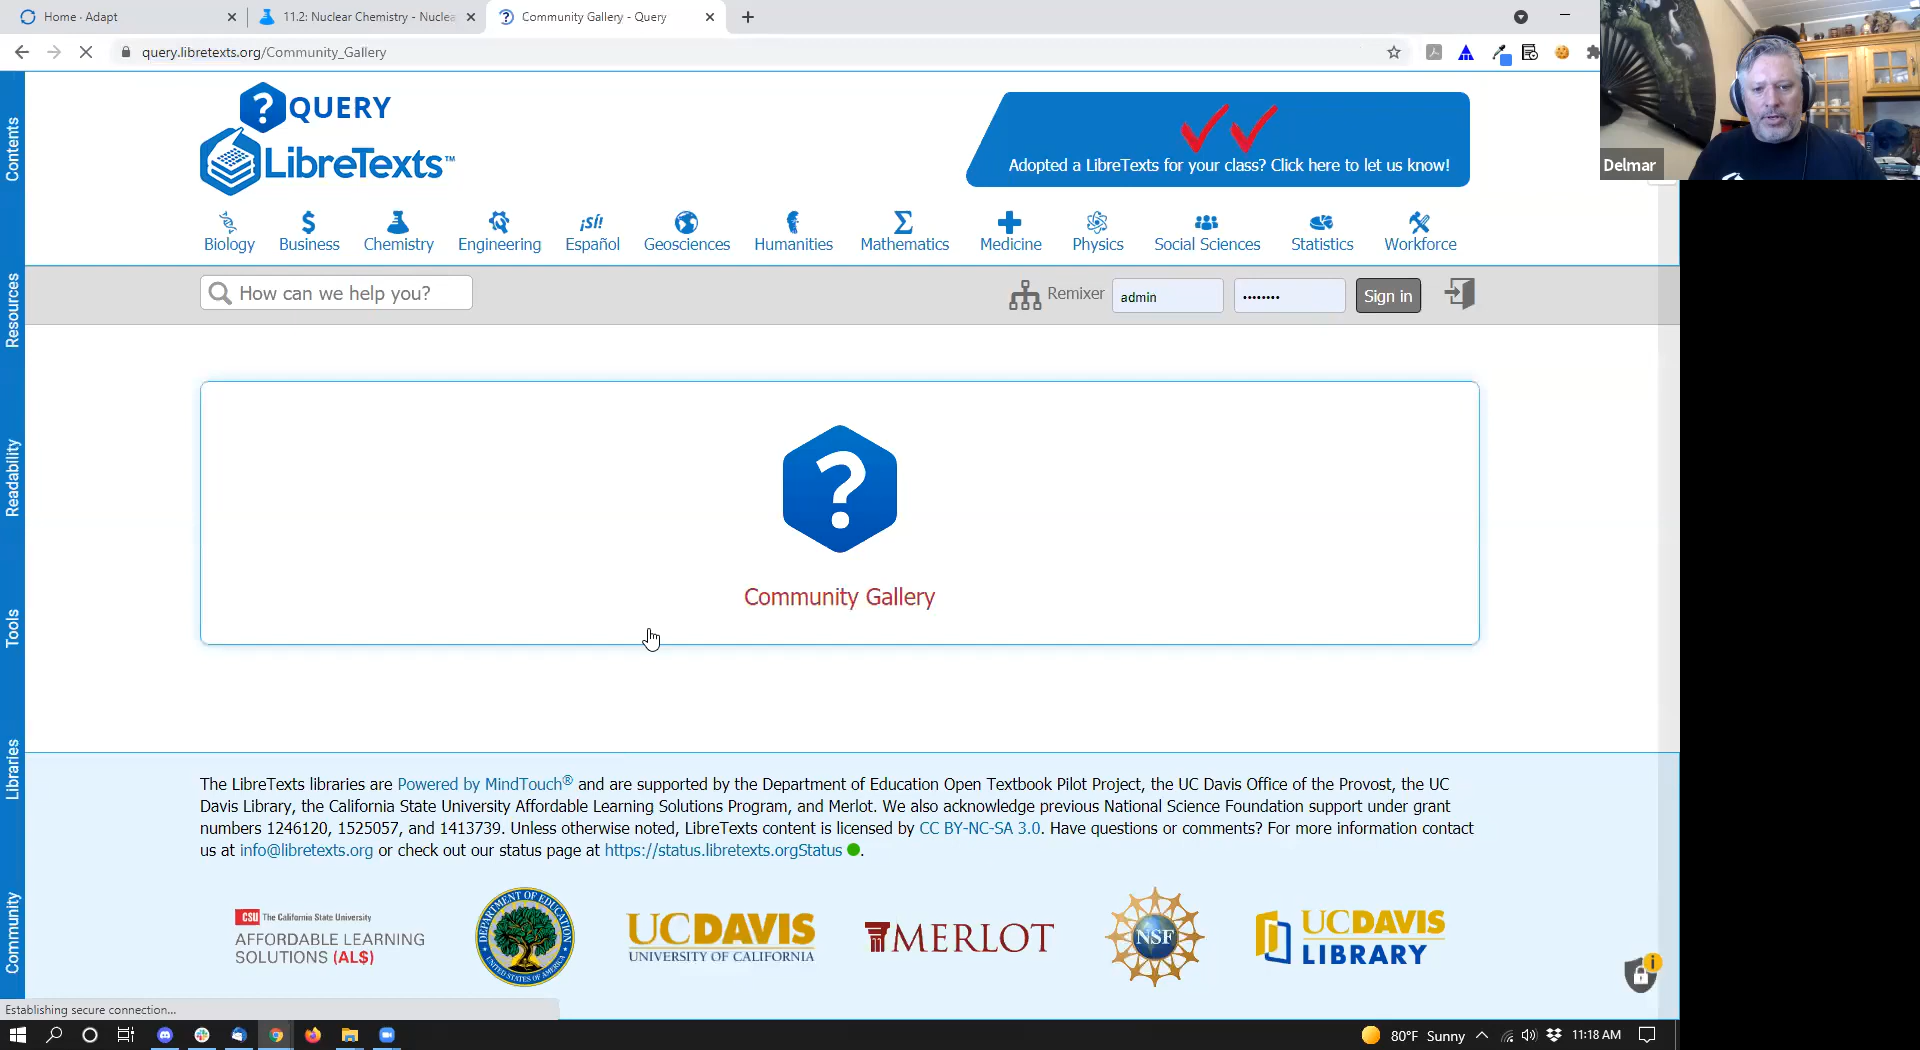 Home · Adapt
11.2: Nuclear Chemistry - Nuclea
Community Gallery - Query
query.libretexts.org/Community_Gallery
Delmar
QUERY
LibreTexts™
Adopted a LibreTexts for your class? Click here to let us know!
Biology
Business
Chemistry
Engineering
¡SÍ!
Español
Geosciences
Humanities
Mathematics
Medicine
Physics
Social Sciences
Statistics
Workforce
How can we help you?
Remixer
admin
••••••••
Sign in
Contents
Resources
Readability
Tools
Libraries
Community
Community Gallery
The LibreTexts libraries are Powered by MindTouch® and are supported by the Department of Education Open Textbook Pilot Project, the UC Davis Office of the Provost, the UC
Davis Library, the California State University Affordable Learning Solutions Program, and Merlot. We also acknowledge previous National Science Foundation support under grant
numbers 1246120, 1525057, and 1413739. Unless otherwise noted, LibreTexts content is licensed by CC BY-NC-SA 3.0. Have questions or comments? For more information contact
us at info@libretexts.org or check out our status page at https://status.libretexts.orgStatus .
CSU The California State University
AFFORDABLE LEARNING
SOLUTIONS (AL$)
DEPARTMENT OF EDUCATION
UNITED STATES OF AMERICA
UCDAVIS
UNIVERSITY OF CALIFORNIA
MERLOT
NSF
UCDAVIS
LIBRARY
Establishing secure connection...
80°F Sunny
11:18 AM